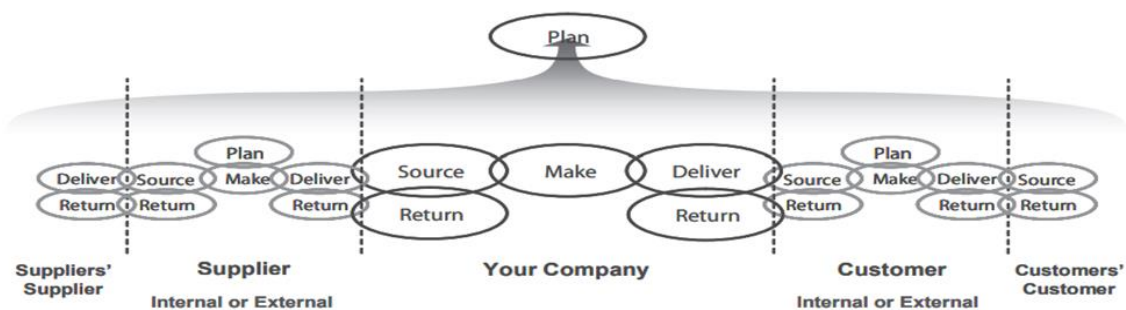 Plan
Plan
Plan
Deliver Source Make Deliver Source Make Deliver Source Make Deliver Source
Return Return Return Return Return Return Return Return
Suppliers' Supplier Your Company Customer Customers'
Supplier Customer
Internal or External Internal or External